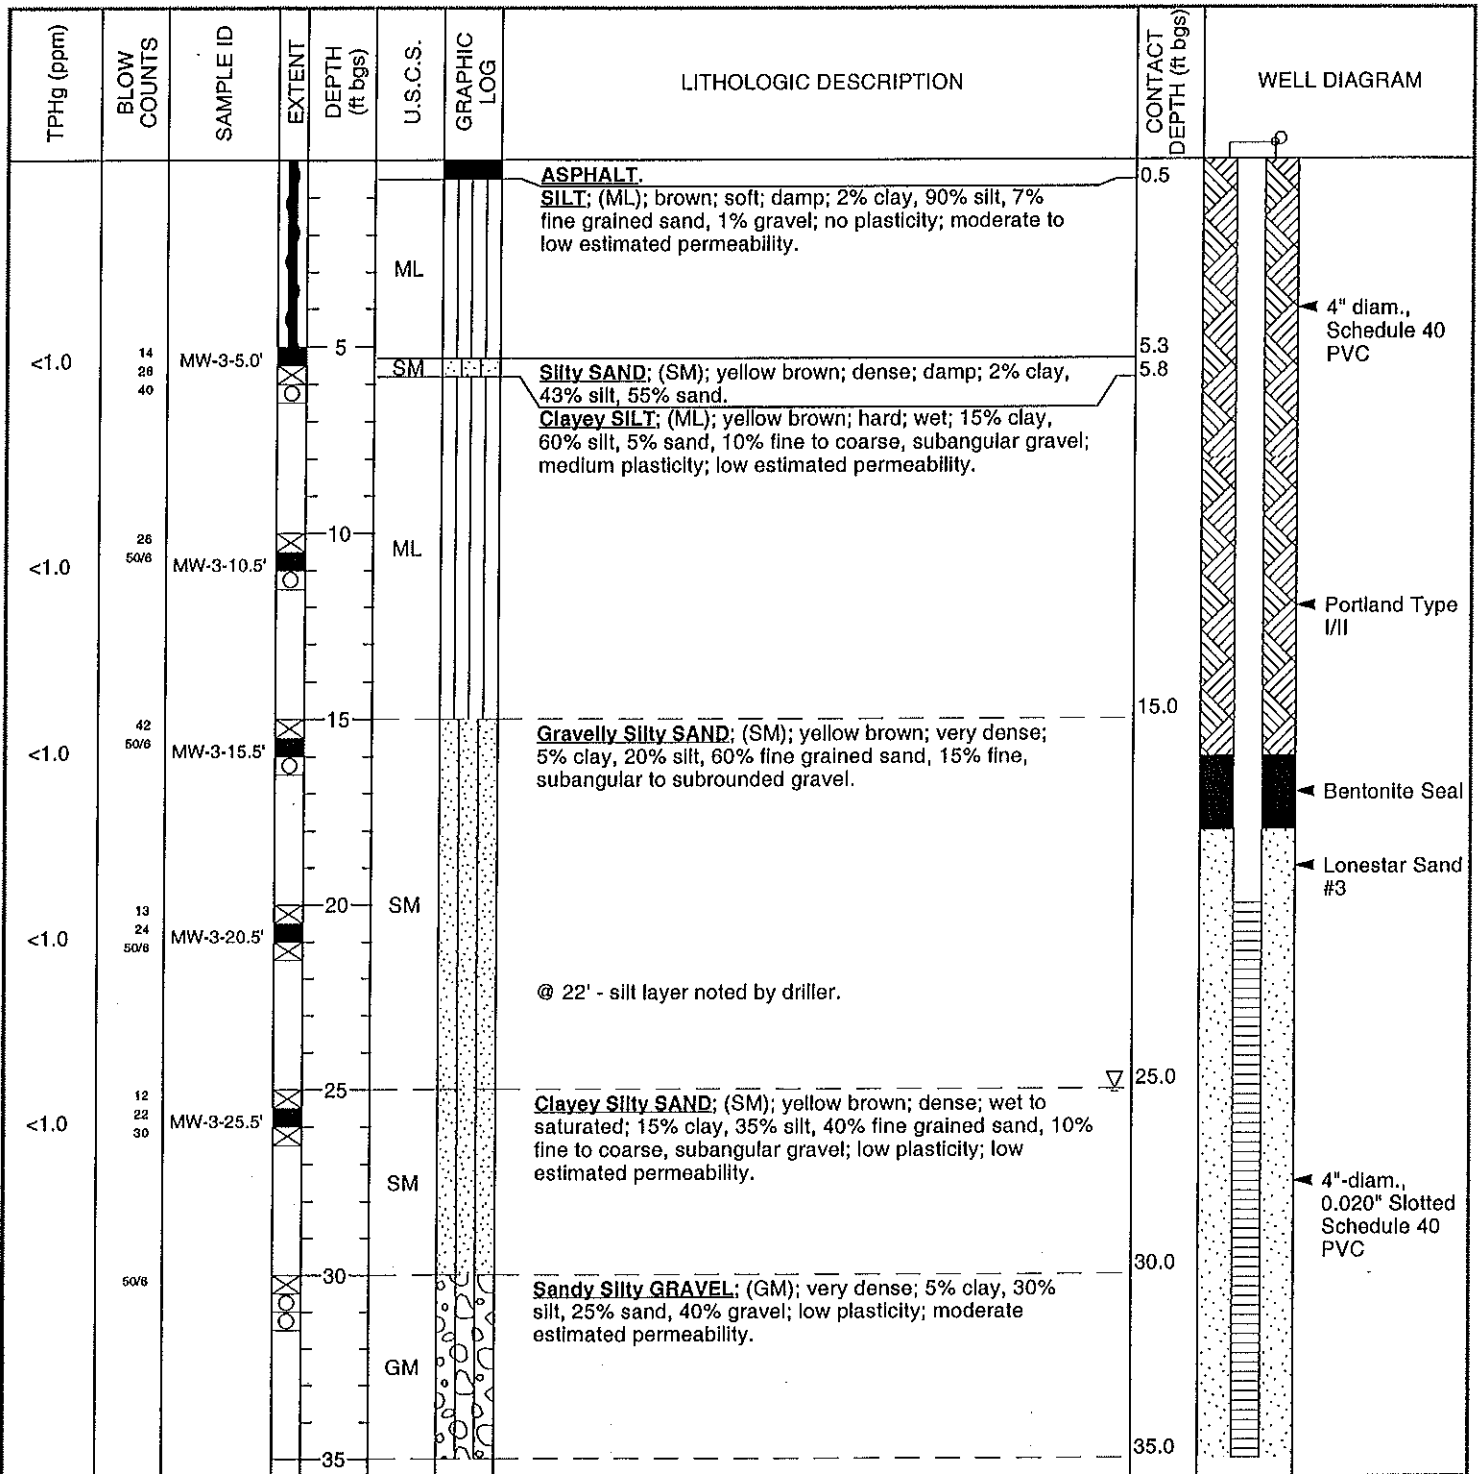 TPHg (ppm)
BLOW
COUNTS
SAMPLE ID
EXTENT
DEPTH
(ft bgs)
U.S.C.S.
GRAPHIC
LOG
LITHOLOGIC DESCRIPTION
CONTACT
DEPTH (ft bgs)
WELL DIAGRAM
ASPHALT.
0.5
SILT; (ML); brown; soft; damp; 2% clay, 90% silt, 7%
fine grained sand, 1% gravel; no plasticity; moderate to
low estimated permeability.
ML
4" diam.,
Schedule 40
PVC
<1.0
14
28
40
MW-3-5.0'
5
SM
5.3
5.8
Silty SAND; (SM); yellow brown; dense; damp; 2% clay,
43% silt, 55% sand.
Clayey SILT; (ML); yellow brown; hard; wet; 15% clay,
60% silt, 5% sand, 10% fine to coarse, subangular gravel;
medium plasticity; low estimated permeability.
<1.0
26
50/6
MW-3-10.5'
10
ML
Portland Type
I/II
<1.0
42
50/6
MW-3-15.5'
15
15.0
Gravelly Silty SAND; (SM); yellow brown; very dense;
5% clay, 20% silt, 60% fine grained sand, 15% fine,
subangular to subrounded gravel.
Bentonite Seal
Lonestar Sand
#3
<1.0
13
24
50/6
MW-3-20.5'
20
SM
@ 22' - silt layer noted by driller.
<1.0
12
22
30
MW-3-25.5'
25
25.0
Clayey Silty SAND; (SM); yellow brown; dense; wet to
saturated; 15% clay, 35% silt, 40% fine grained sand, 10%
fine to coarse, subangular gravel; low plasticity; low
estimated permeability.
SM
4"-diam.,
0.020" Slotted
Schedule 40
PVC
50/6
30
30.0
Sandy Silty GRAVEL; (GM); very dense; 5% clay, 30%
silt, 25% sand, 40% gravel; low plasticity; moderate
estimated permeability.
GM
35
35.0